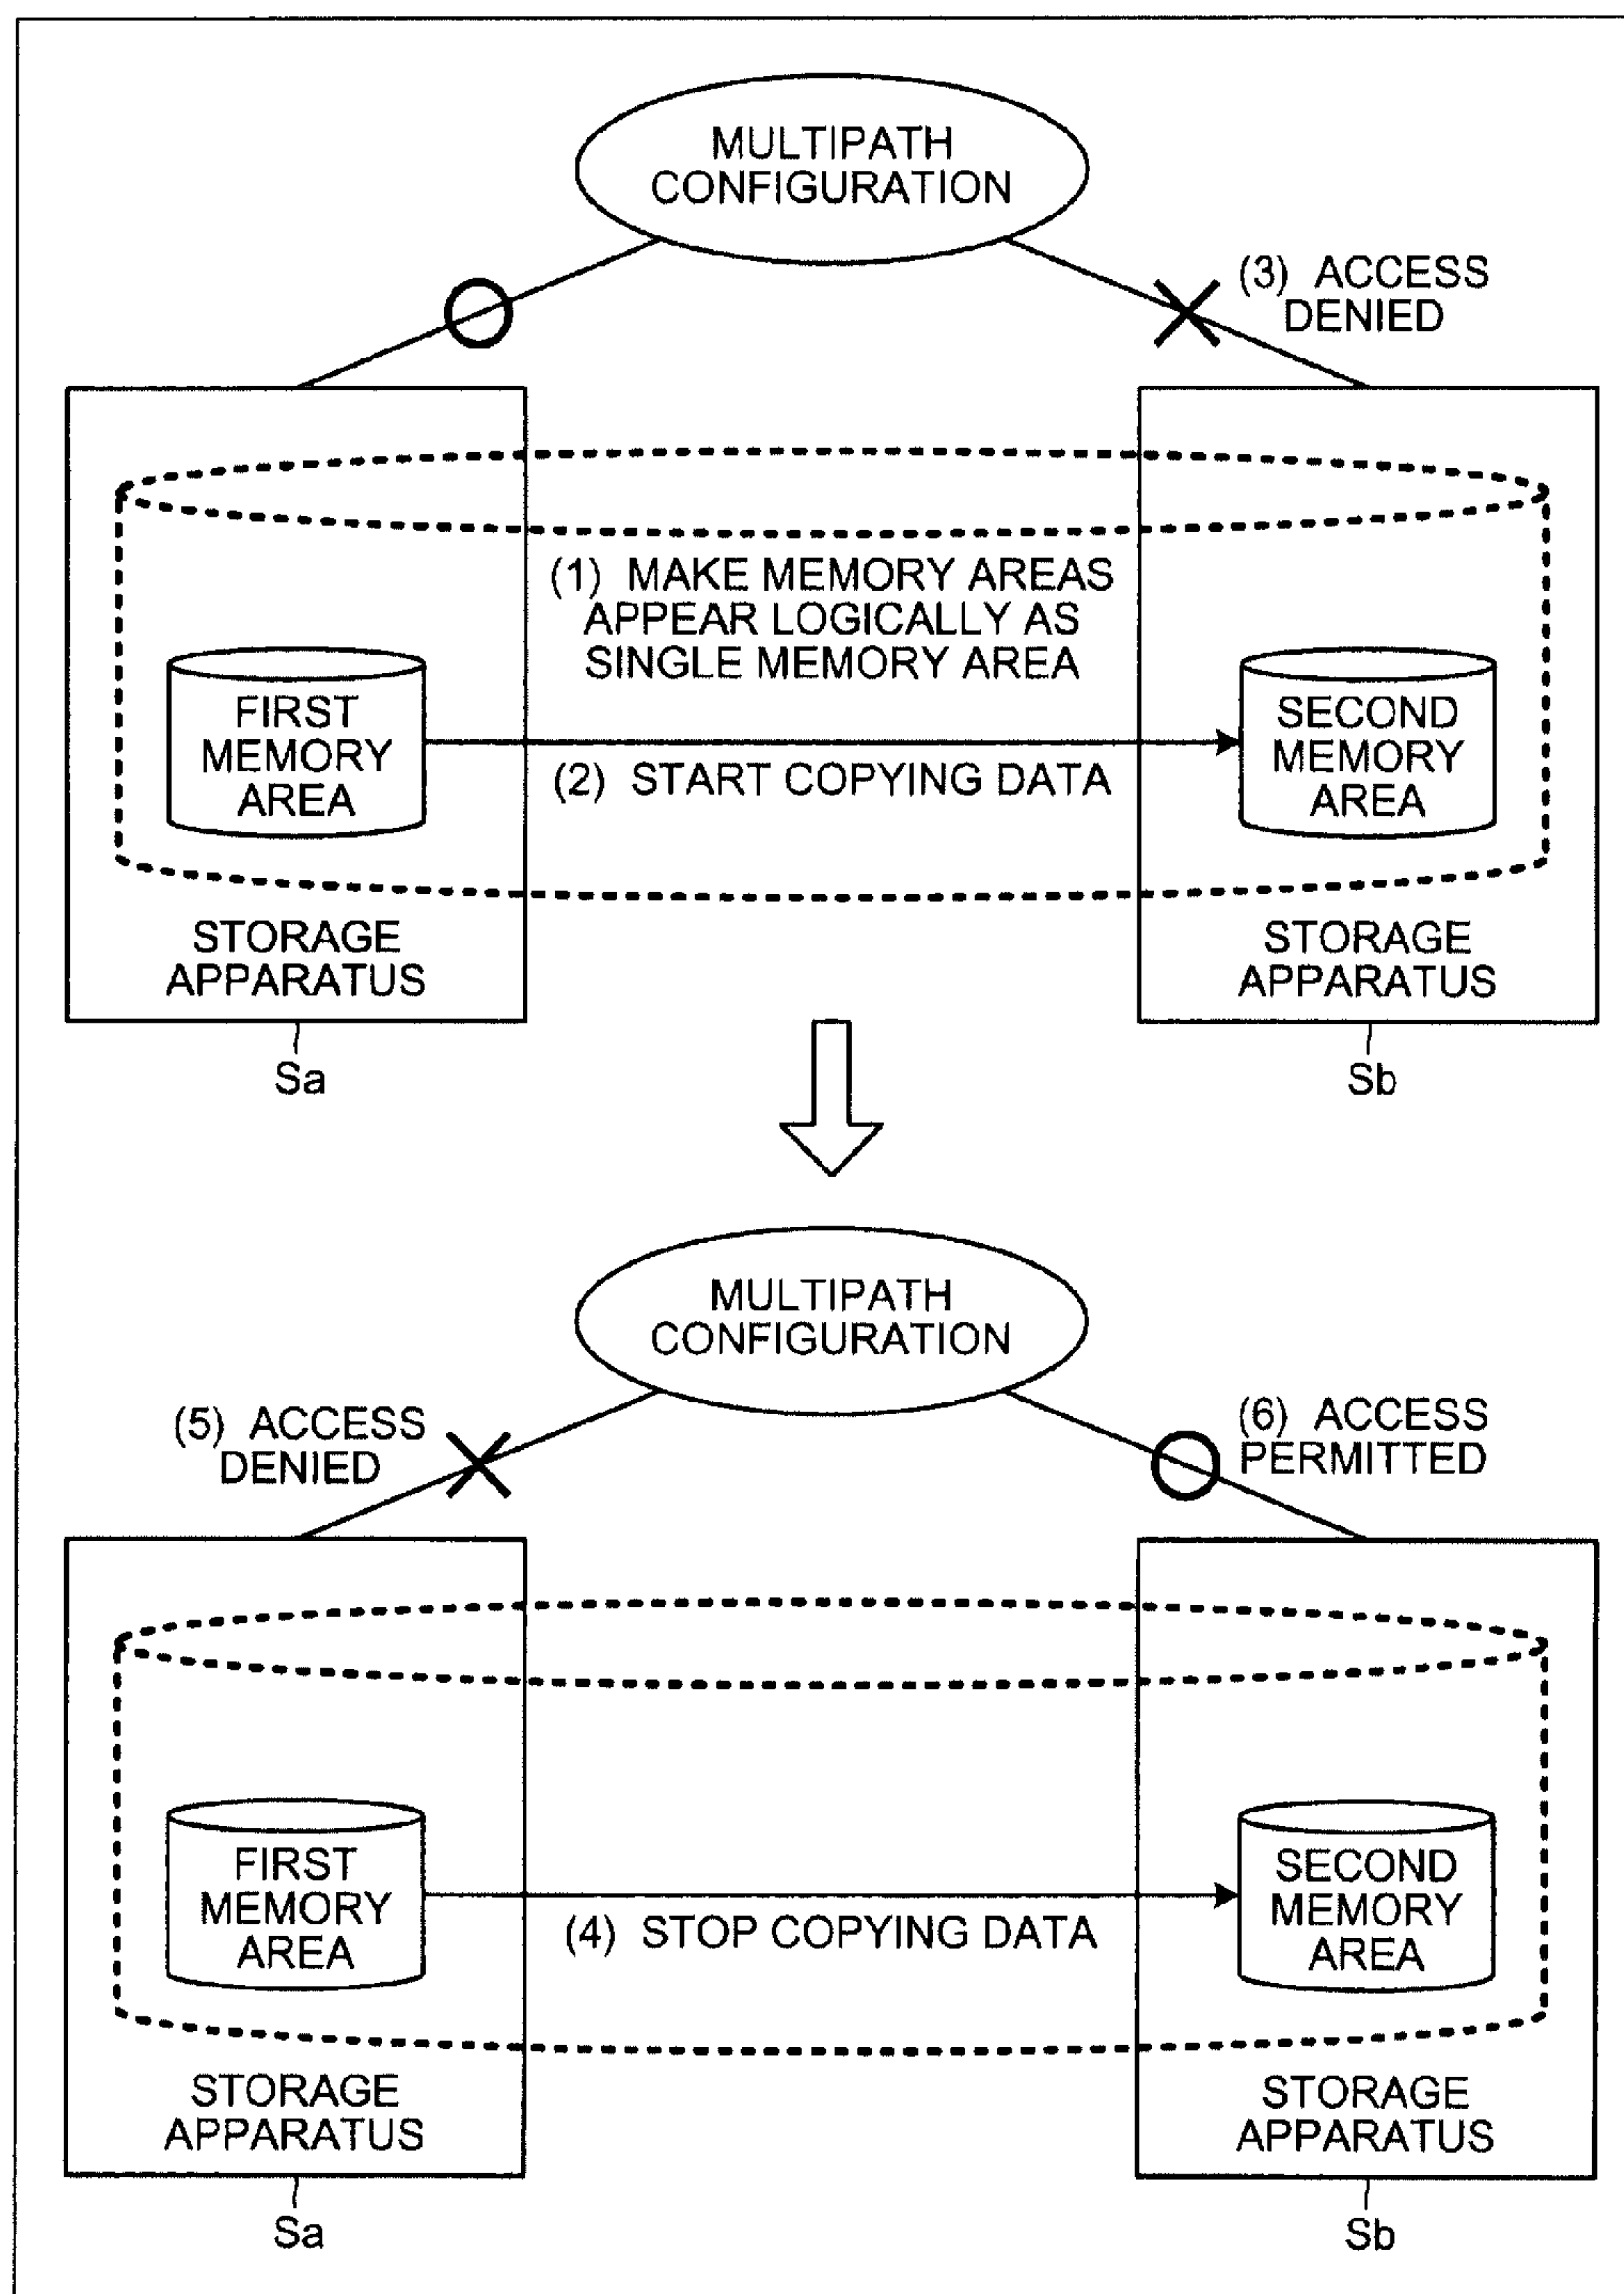 MULTIPATH
CONFIGURATION
(3) ACCESS
DENIED
(1) MAKE MEMORY AREAS
APPEAR LOGICALLY AS
SINGLE MEMORY AREA
FIRST
MEMORY
AREA
SECOND
MEMORY
AREA
(2) START COPYING DATA
STORAGE
APPARATUS
STORAGE
APPARATUS
Sa
Sb
MULTIPATH
CONFIGURATION
(5) ACCESS
DENIED
(6) ACCESS
PERMITTED
FIRST
MEMORY
AREA
SECOND
MEMORY
AREA
(4) STOP COPYING DATA
STORAGE
APPARATUS
STORAGE
APPARATUS
Sa
Sb